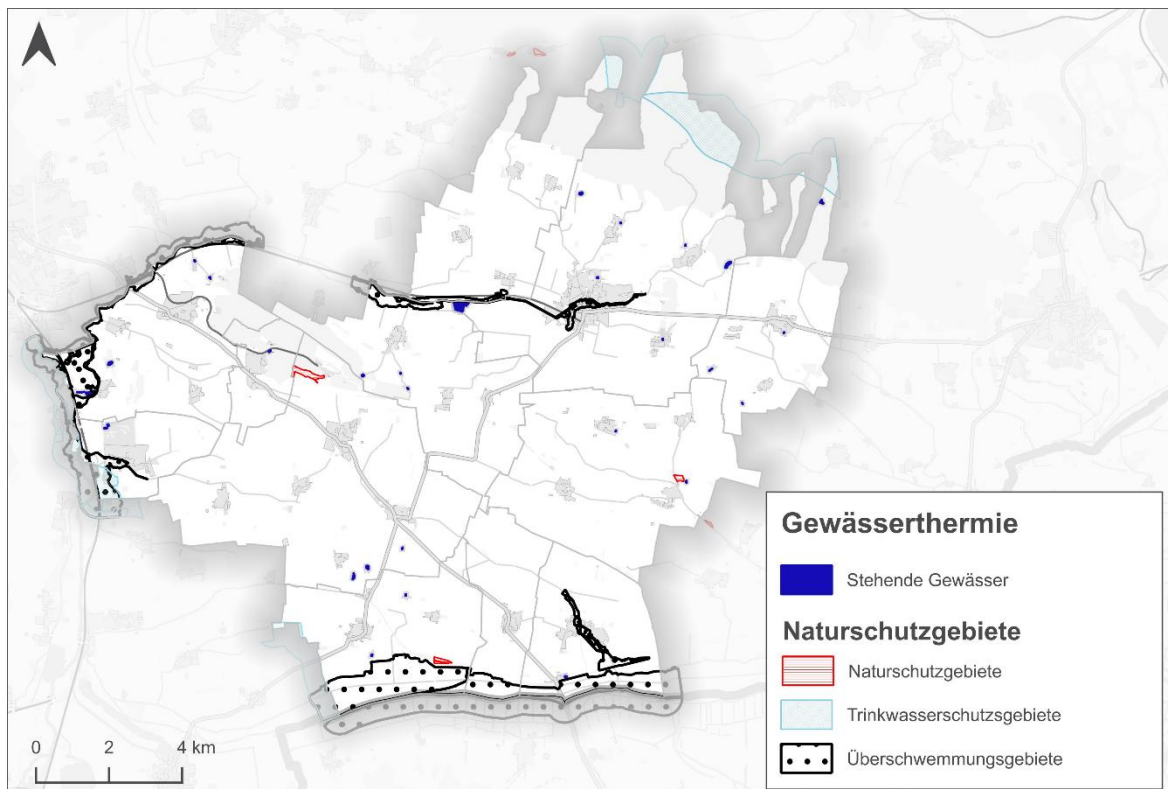 Gewässerthermie
Stehende Gewässer
Naturschutzgebiete
Naturschutzgebiete
Trinkwasserschutzsgebiete
Überschwemmungsgebiete
0 2 4 km